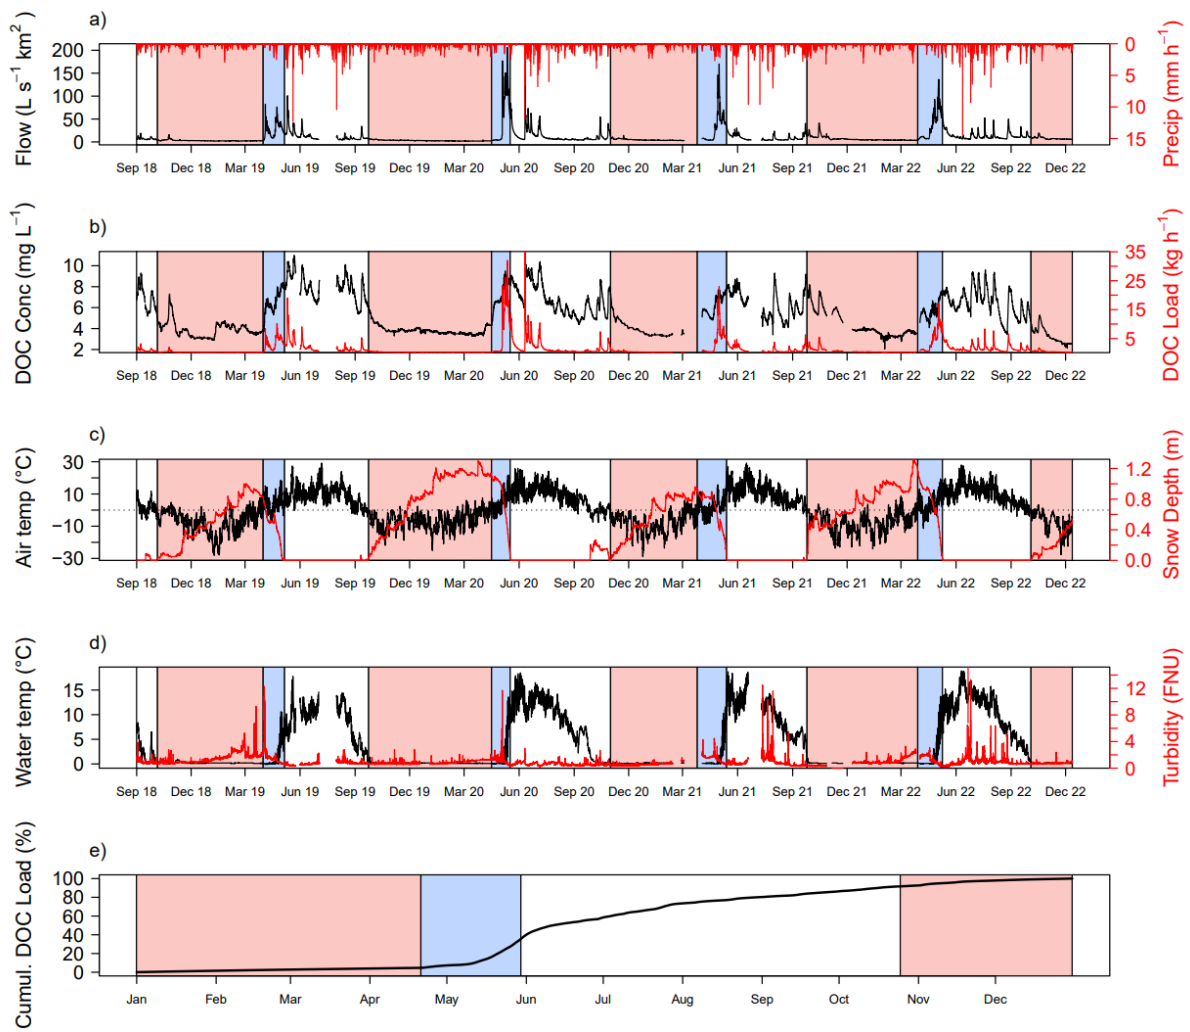 a)
Flow (L s⁻¹ km²)
200
150
100
50
0
0
5
10
15
Precip (mm h⁻¹)
Sep 18 Dec 18 Mar 19 Jun 19 Sep 19 Dec 19 Mar 20 Jun 20 Sep 20 Dec 20 Mar 21 Jun 21 Sep 21 Dec 21 Mar 22 Jun 22 Sep 22 Dec 22
b)
DOC Conc (mg L⁻¹)
10
8
6
4
2
35
25
15
5
DOC Load (kg h⁻¹)
Sep 18 Dec 18 Mar 19 Jun 19 Sep 19 Dec 19 Mar 20 Jun 20 Sep 20 Dec 20 Mar 21 Jun 21 Sep 21 Dec 21 Mar 22 Jun 22 Sep 22 Dec 22
c)
Air temp (°C)
30
10
−10
−30
1.2
0.8
0.4
0.0
Snow Depth (m)
Sep 18 Dec 18 Mar 19 Jun 19 Sep 19 Dec 19 Mar 20 Jun 20 Sep 20 Dec 20 Mar 21 Jun 21 Sep 21 Dec 21 Mar 22 Jun 22 Sep 22 Dec 22
d)
Water temp (°C)
15
10
5
0
12
8
4
0
Turbidity (FNU)
Sep 18 Dec 18 Mar 19 Jun 19 Sep 19 Dec 19 Mar 20 Jun 20 Sep 20 Dec 20 Mar 21 Jun 21 Sep 21 Dec 21 Mar 22 Jun 22 Sep 22 Dec 22
e)
Cumul. DOC Load (%)
100
80
60
40
20
0
Jan Feb Mar Apr May Jun Jul Aug Sep Oct Nov Dec